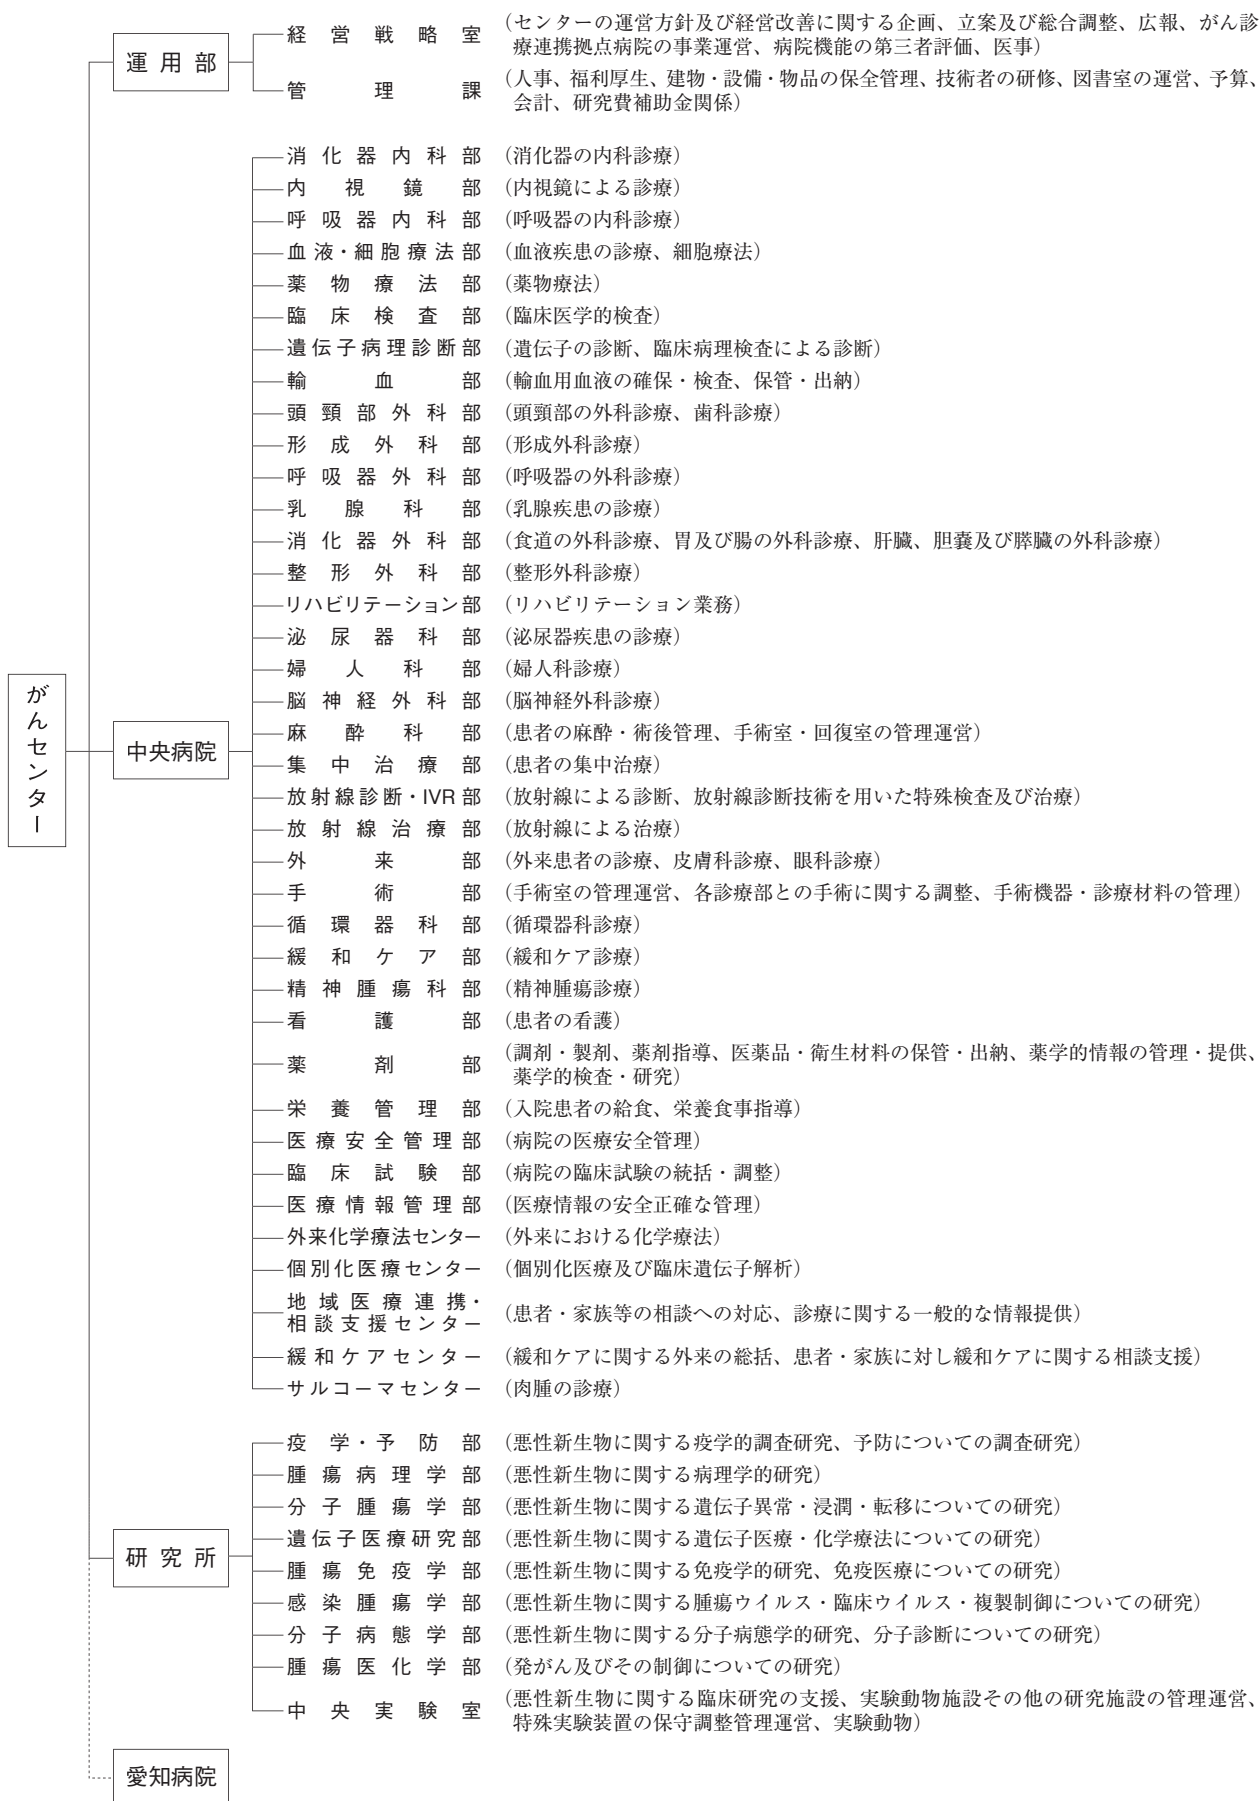 運用部
経営戦略室 （センターの運営方針及び経営改善に関する企画、立案及び総合調整、広報、がん診
療連携拠点病院の事業運営、病院機能の第三者評価、医事）
管理課 （人事、福利厚生、建物・設備・物品の保全管理、技術者の研修、図書室の運営、予算、
会計、研究費補助金関係）
がんセンター
中央病院
消化器内科部 （消化器の内科診療）
内視鏡部 （内視鏡による診療）
呼吸器内科部 （呼吸器の内科診療）
血液・細胞療法部 （血液疾患の診療、細胞療法）
薬物療法部 （薬物療法）
臨床検査部 （臨床医学的検査）
遺伝子病理診断部 （遺伝子の診断、臨床病理検査による診断）
輸血部 （輸血用血液の確保・検査、保管・出納）
頭頸部外科部 （頭頸部の外科診療、歯科診療）
形成外科部 （形成外科診療）
呼吸器外科部 （呼吸器の外科診療）
乳腺科部 （乳腺疾患の診療）
消化器外科部 （食道の外科診療、胃及び腸の外科診療、肝臓、胆嚢及び膵臓の外科診療）
整形外科部 （整形外科診療）
リハビリテーション部 （リハビリテーション業務）
泌尿器科部 （泌尿器疾患の診療）
婦人科部 （婦人科診療）
脳神経外科部 （脳神経外科診療）
麻酔科部 （患者の麻酔・術後管理、手術室・回復室の管理運営）
集中治療部 （患者の集中治療）
放射線診断・IVR部 （放射線による診断、放射線診断技術を用いた特殊検査及び治療）
放射線治療部 （放射線による治療）
外来部 （外来患者の診療、皮膚科診療、眼科診療）
手術部 （手術室の管理運営、各診療部との手術に関する調整、手術機器・診療材料の管理）
循環器科部 （循環器科診療）
緩和ケア部 （緩和ケア診療）
精神腫瘍科部 （精神腫瘍診療）
看護部 （患者の看護）
薬剤部 （調剤・製剤、薬剤指導、医薬品・衛生材料の保管・出納、薬学的情報の管理・提供、
薬学的検査・研究）
栄養管理部 （入院患者の給食、栄養食事指導）
医療安全管理部 （病院の医療安全管理）
臨床試験部 （病院の臨床試験の統括・調整）
医療情報管理部 （医療情報の安全正確な管理）
外来化学療法センター （外来における化学療法）
個別化医療センター （個別化医療及び臨床遺伝子解析）
地域医療連携・
相談支援センター （患者・家族等の相談への対応、診療に関する一般的な情報提供）
緩和ケアセンター （緩和ケアに関する外来の総括、患者・家族に対し緩和ケアに関する相談支援）
サルコーマセンター （肉腫の診療）
研究所
疫学・予防部 （悪性新生物に関する疫学的調査研究、予防についての調査研究）
腫瘍病理学部 （悪性新生物に関する病理学的研究）
分子腫瘍学部 （悪性新生物に関する遺伝子異常・浸潤・転移についての研究）
遺伝子医療研究部 （悪性新生物に関する遺伝子医療・化学療法についての研究）
腫瘍免疫学部 （悪性新生物に関する免疫学的研究、免疫医療についての研究）
感染腫瘍学部 （悪性新生物に関する腫瘍ウイルス・臨床ウイルス・複製制御についての研究）
分子病態学部 （悪性新生物に関する分子病態学的研究、分子診断についての研究）
腫瘍医化学部 （発がん及びその制御についての研究）
中央実験室 （悪性新生物に関する臨床研究の支援、実験動物施設その他の研究施設の管理運営、
特殊実験装置の保守調整管理運営、実験動物）
愛知病院